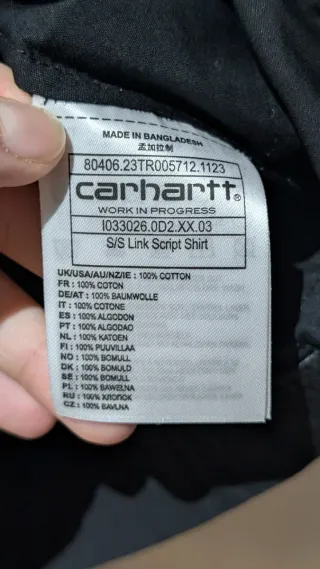 MADE IN BANGLADESH
孟加拉制
80406.23TR005712.1123
carhartt®
WORK IN PROGRESS
I033026.0D2.XX.03
S/S Link Script Shirt
UK/USA/AU/NZ/IE : 100% COTTON
FR : 100% COTON
DE/AT : 100% BAUMWOLLE
IT : 100% COTONE
ES : 100% ALGODON
PT : 100% ALGODAO
NL : 100% KATOEN
FI : 100% PUUVILLAA
NO : 100% BOMULL
DK : 100% BOMULD
SE : 100% BOMULL
PL : 100% BAWEŁNA
RU : 100% ХЛОПОК
CZ : 100% BAVLNA